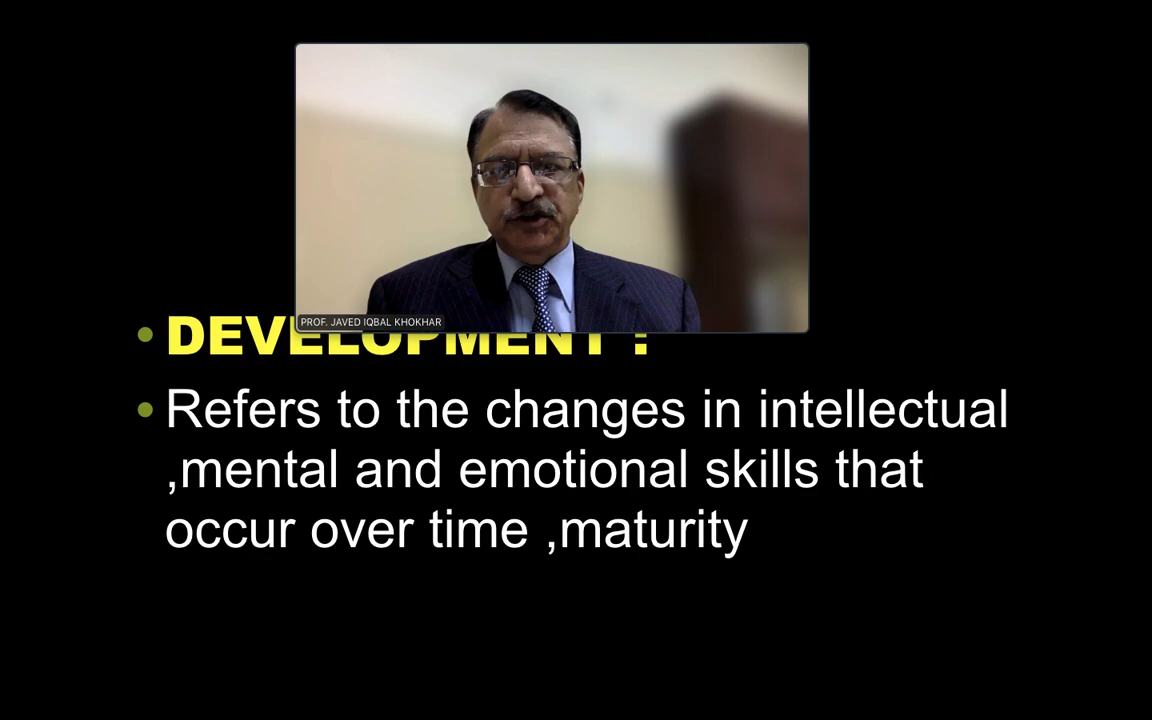 PROF. JAVED IQBAL KHOKHAR
DEVELOPMENT :
Refers to the changes in intellectual
,mental and emotional skills that
occur over time ,maturity